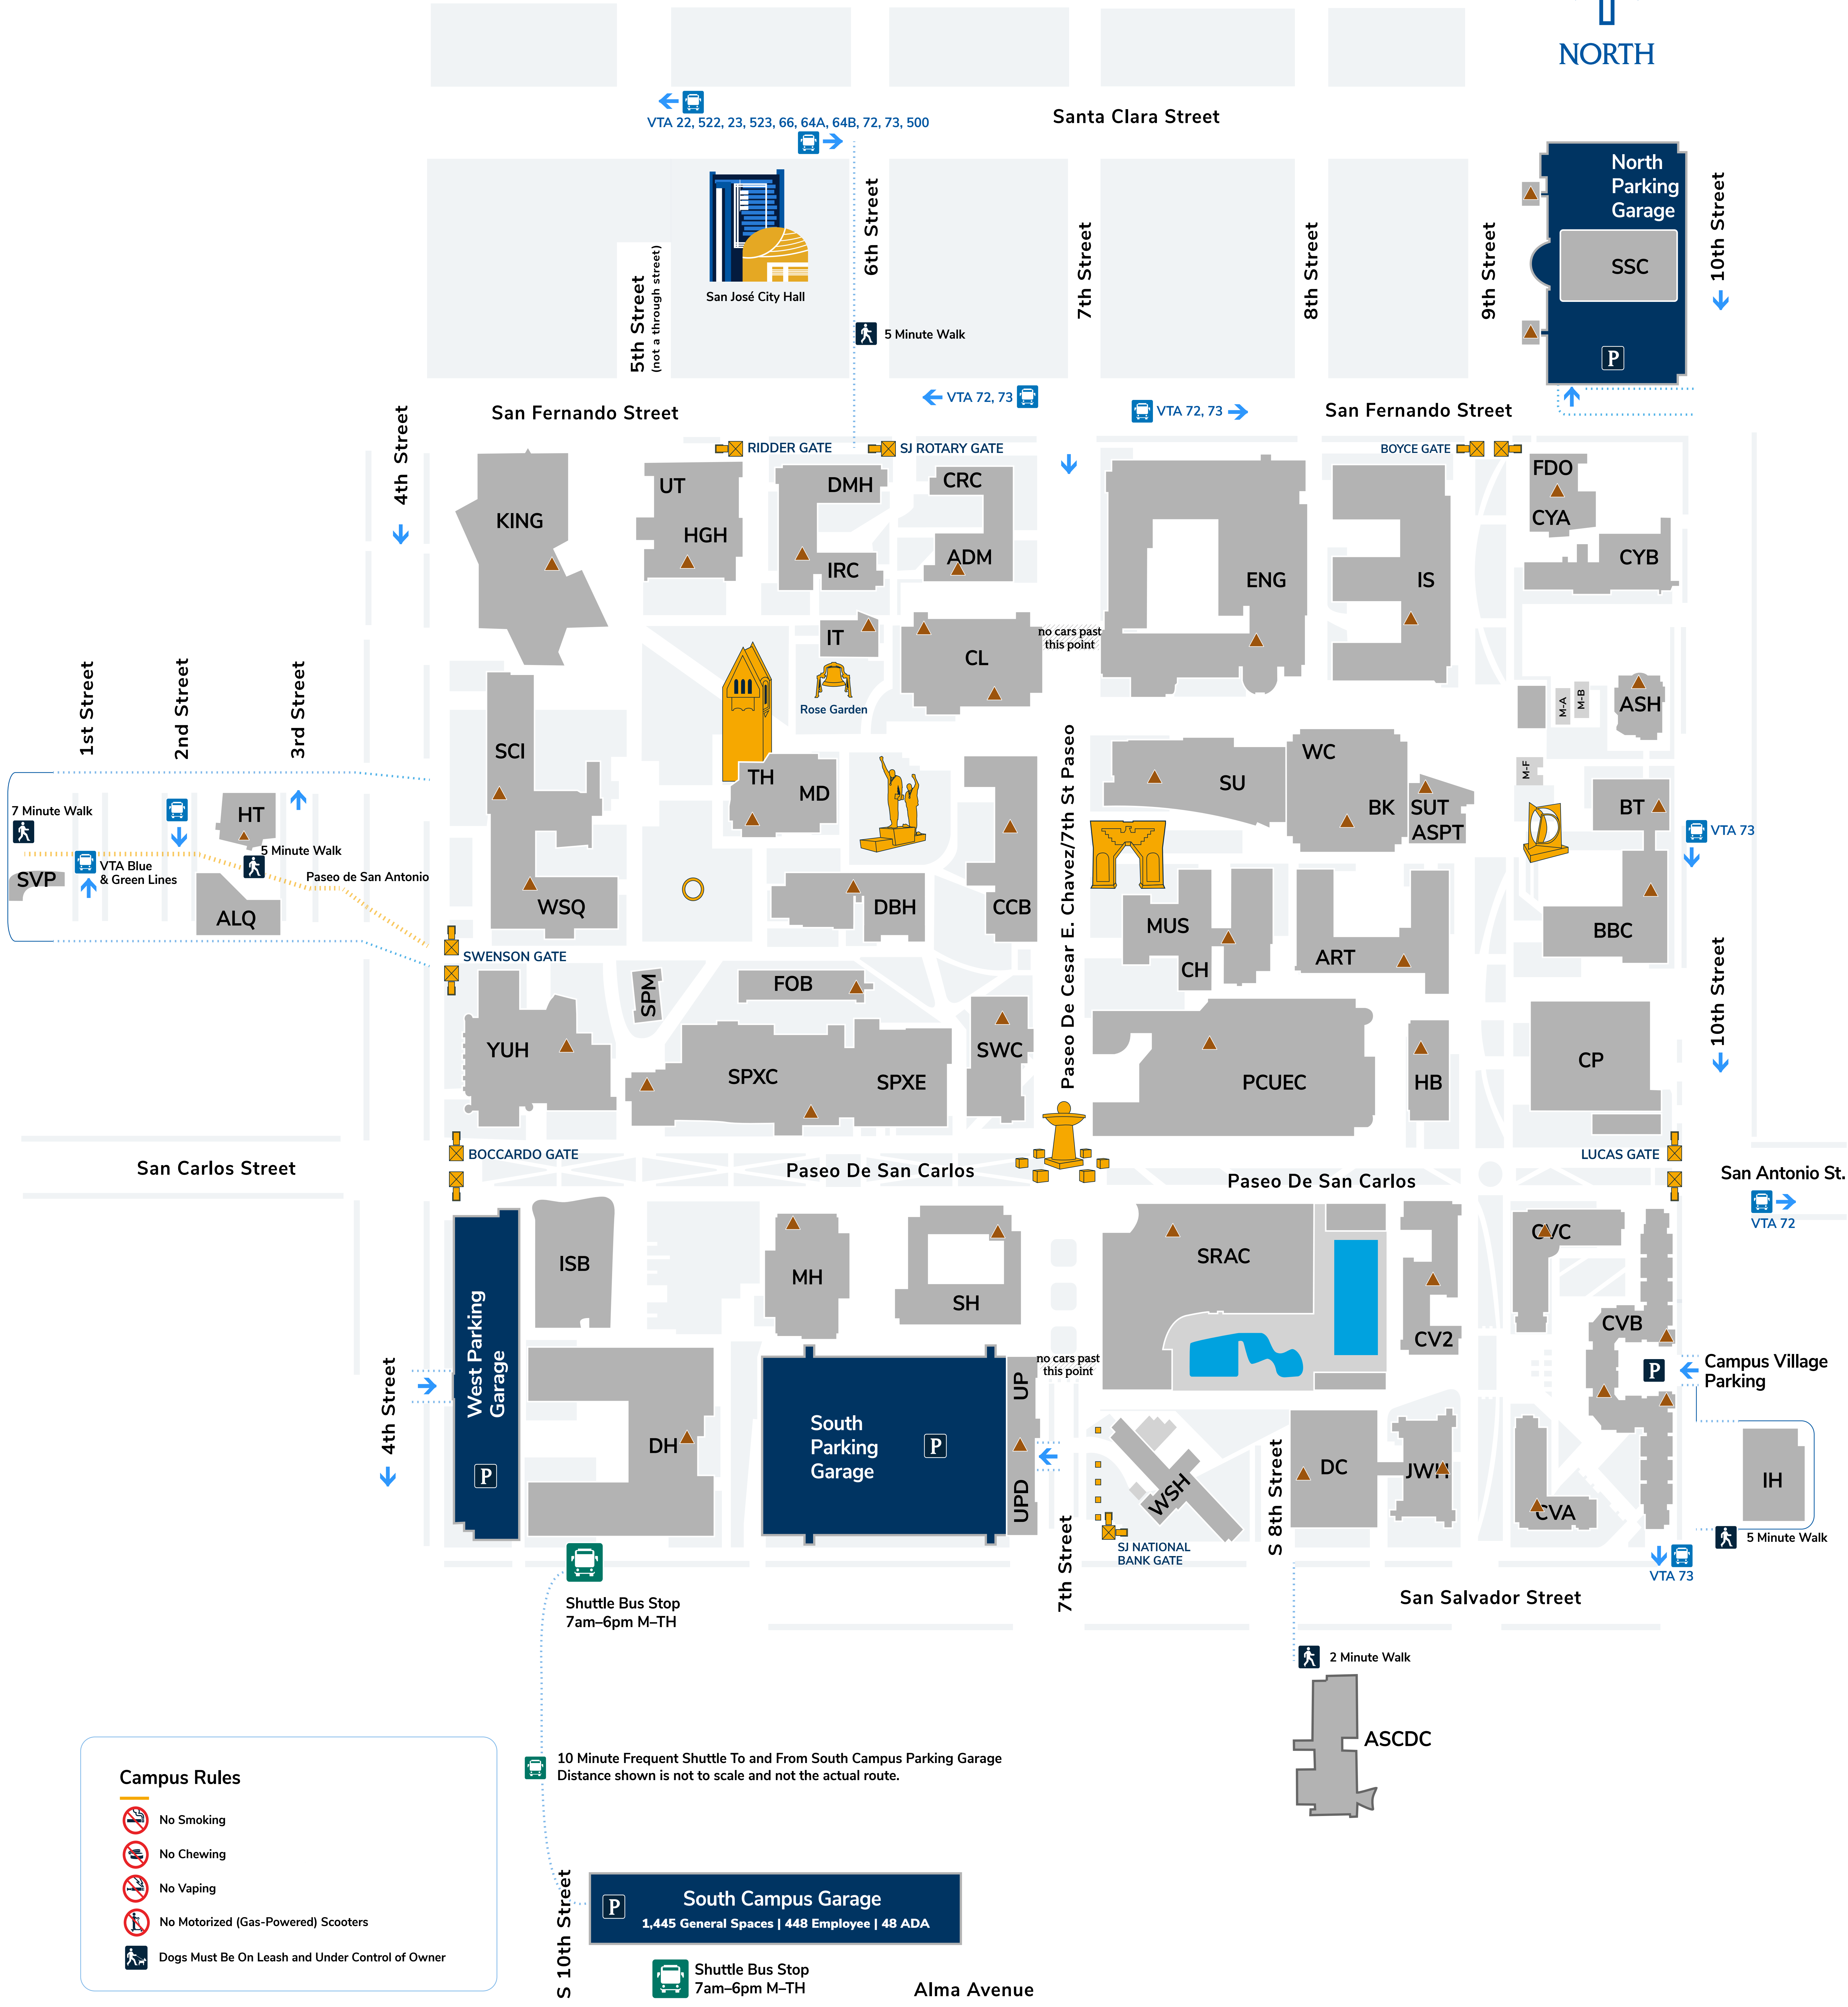 NORTH
Santa Clara Street
VTA 22, 522, 23, 523, 66, 64A, 64B, 72, 73, 500
North
Parking
Garage
SSC
P
10th Street
9th Street
8th Street
7th Street
6th Street
5th Street
(not a through street)
San José City Hall
5 Minute Walk
VTA 72, 73
VTA 72, 73
San Fernando Street
San Fernando Street
4th Street
RIDDER GATE
SJ ROTARY GATE
BOYCE GATE
KING
UT
HGH
DMH
IRC
CRC
ADM
ENG
IS
FDO
CYA
CYB
IT
CL
no cars past
this point
Rose Garden
1st Street
2nd Street
3rd Street
SCI
TH
MD
SU
WC
BK
SUT
ASPT
M-A
M-B
ASH
M-F
BT
VTA 73
7 Minute Walk
HT
5 Minute Walk
VTA Blue
& Green Lines
Paseo de San Antonio
SVP
ALQ
WSQ
DBH
CCB
Paseo De Cesar E. Chavez/7th St Paseo
MUS
CH
ART
BBC
10th Street
SWENSON GATE
SPM
FOB
YUH
SPXC
SPXE
SWC
PCUEC
HB
CP
San Carlos Street
BOCCARDO GATE
Paseo De San Carlos
Paseo De San Carlos
LUCAS GATE
San Antonio St.
VTA 72
West Parking
Garage
P
ISB
MH
SH
SRAC
CV2
CVC
CVB
no cars past
this point
P
Campus Village
Parking
4th Street
DH
South
Parking
Garage
P
UP
UPD
7th Street
WSH
S 8th Street
DC
JWH
CVA
IH
SJ NATIONAL
BANK GATE
5 Minute Walk
VTA 73
San Salvador Street
Shuttle Bus Stop
7am–6pm M–TH
2 Minute Walk
ASCDC
10 Minute Frequent Shuttle To and From South Campus Parking Garage
Distance shown is not to scale and not the actual route.
Campus Rules
No Smoking
No Chewing
No Vaping
No Motorized (Gas-Powered) Scooters
Dogs Must Be On Leash and Under Control of Owner
S 10th Street
P
South Campus Garage
1,445 General Spaces | 448 Employee | 48 ADA
Shuttle Bus Stop
7am–6pm M–TH
Alma Avenue